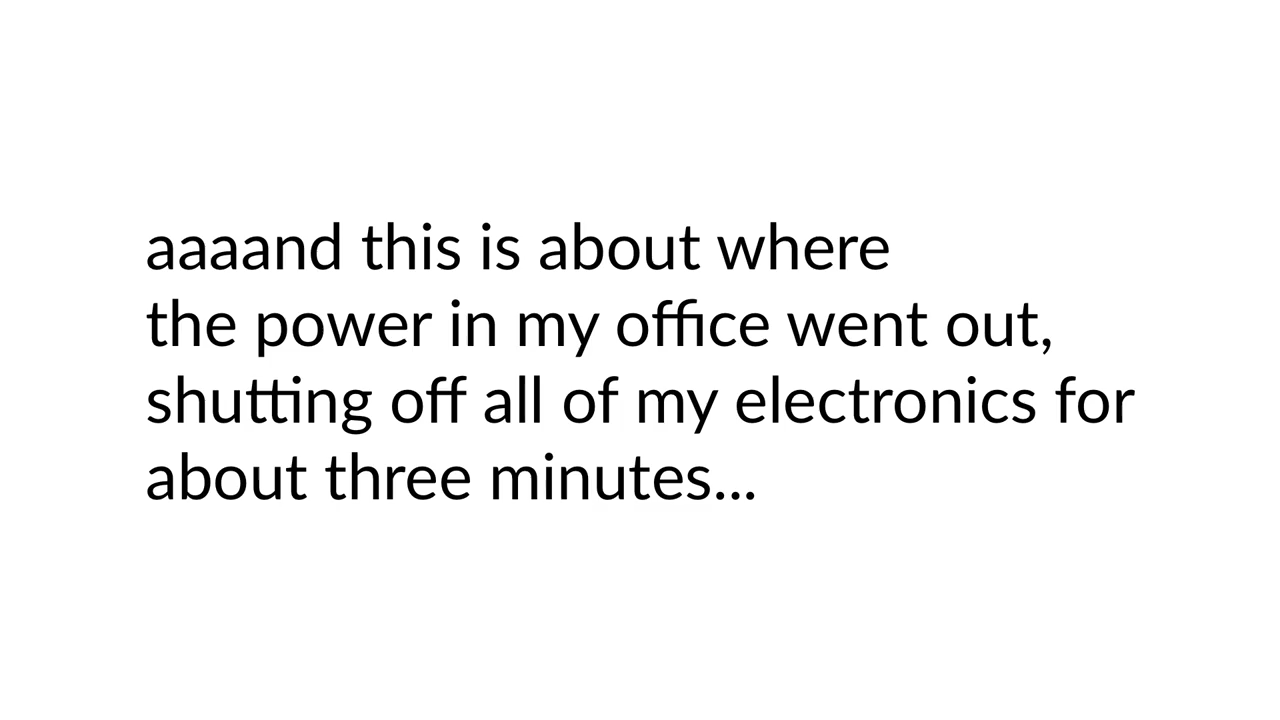 aaaand this is about where
the power in my office went out,
shutting off all of my electronics for
about three minutes...